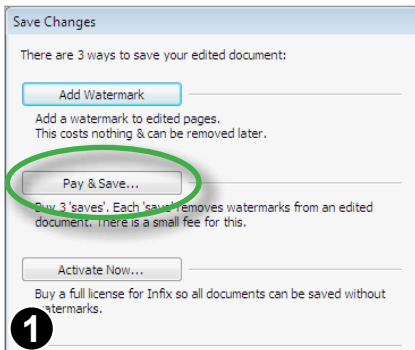 Save Changes
There are 3 ways to save your edited document:
Add Watermark
Add a watermark to edited pages.
This costs nothing & can be removed later.
Pay & Save...
Buy 3 'saves'. Each 'save' removes watermarks from an edited
document. There is a small fee for this.
Activate Now...
Buy a full license for Infix so all documents can be saved without
watermarks.
1